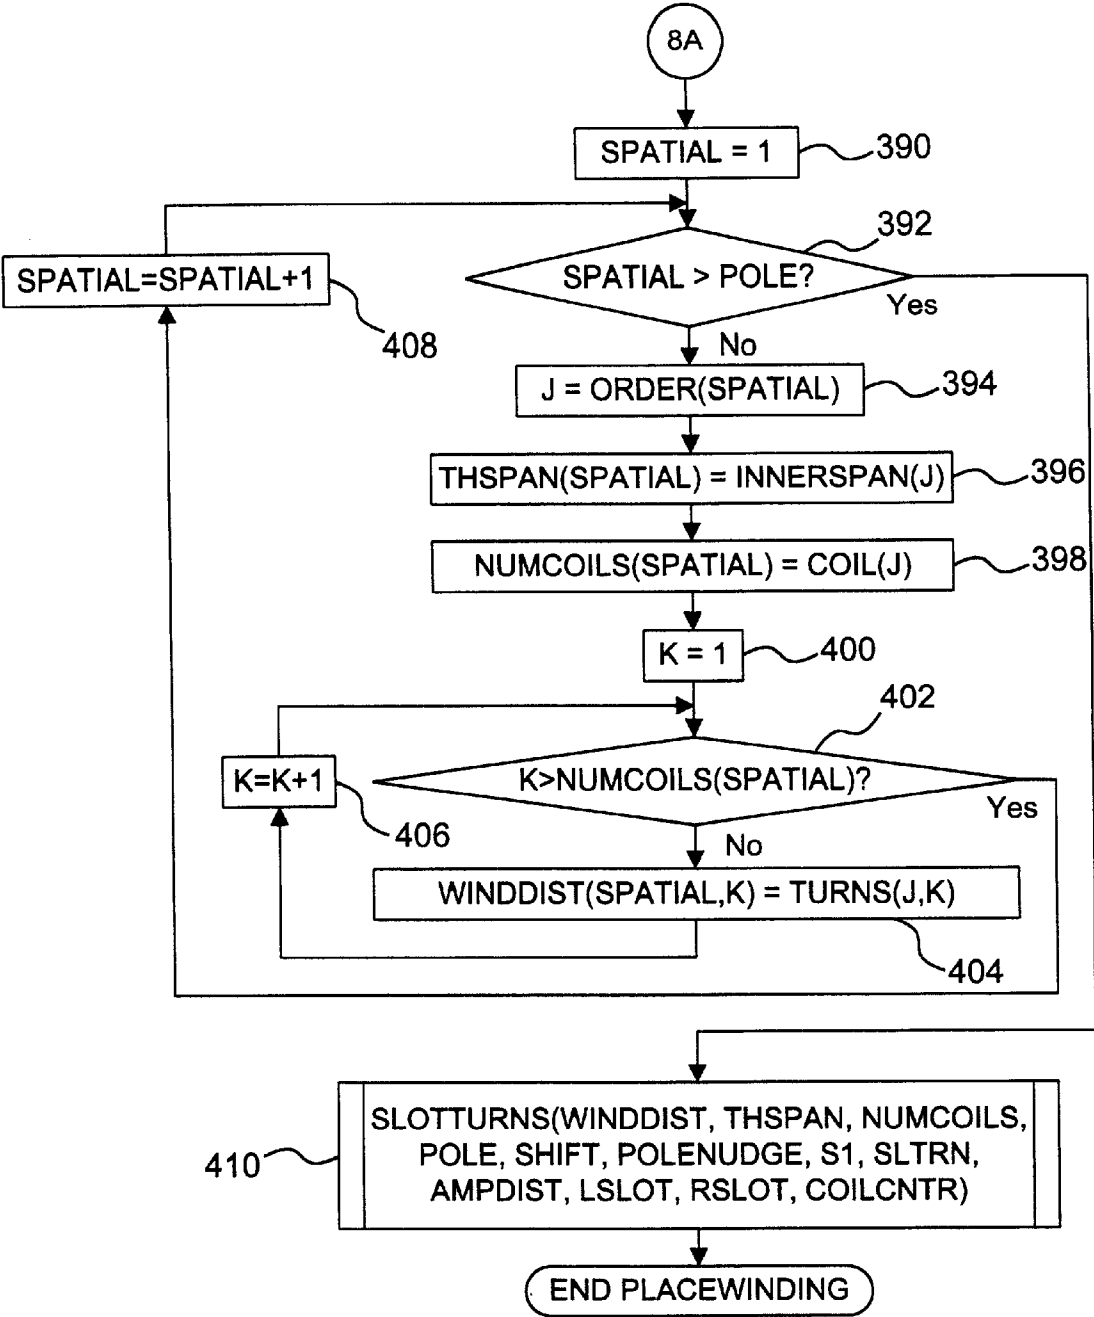 8A
SPATIAL = 1
390
392
SPATIAL > POLE?
Yes
SPATIAL=SPATIAL+1
408
No
J = ORDER(SPATIAL)
394
THSPAN(SPATIAL) = INNERSPAN(J)
396
NUMCOILS(SPATIAL) = COIL(J)
398
K = 1
400
402
K>NUMCOILS(SPATIAL)?
Yes
K=K+1
406
No
WINDDIST(SPATIAL,K) = TURNS(J,K)
404
SLOTTURNS(WINDDIST, THSPAN, NUMCOILS,
POLE, SHIFT, POLENUDGE, S1, SLTRN,
AMPDIST, LSLOT, RSLOT, COILCNTR)
410
END PLACEWINDING